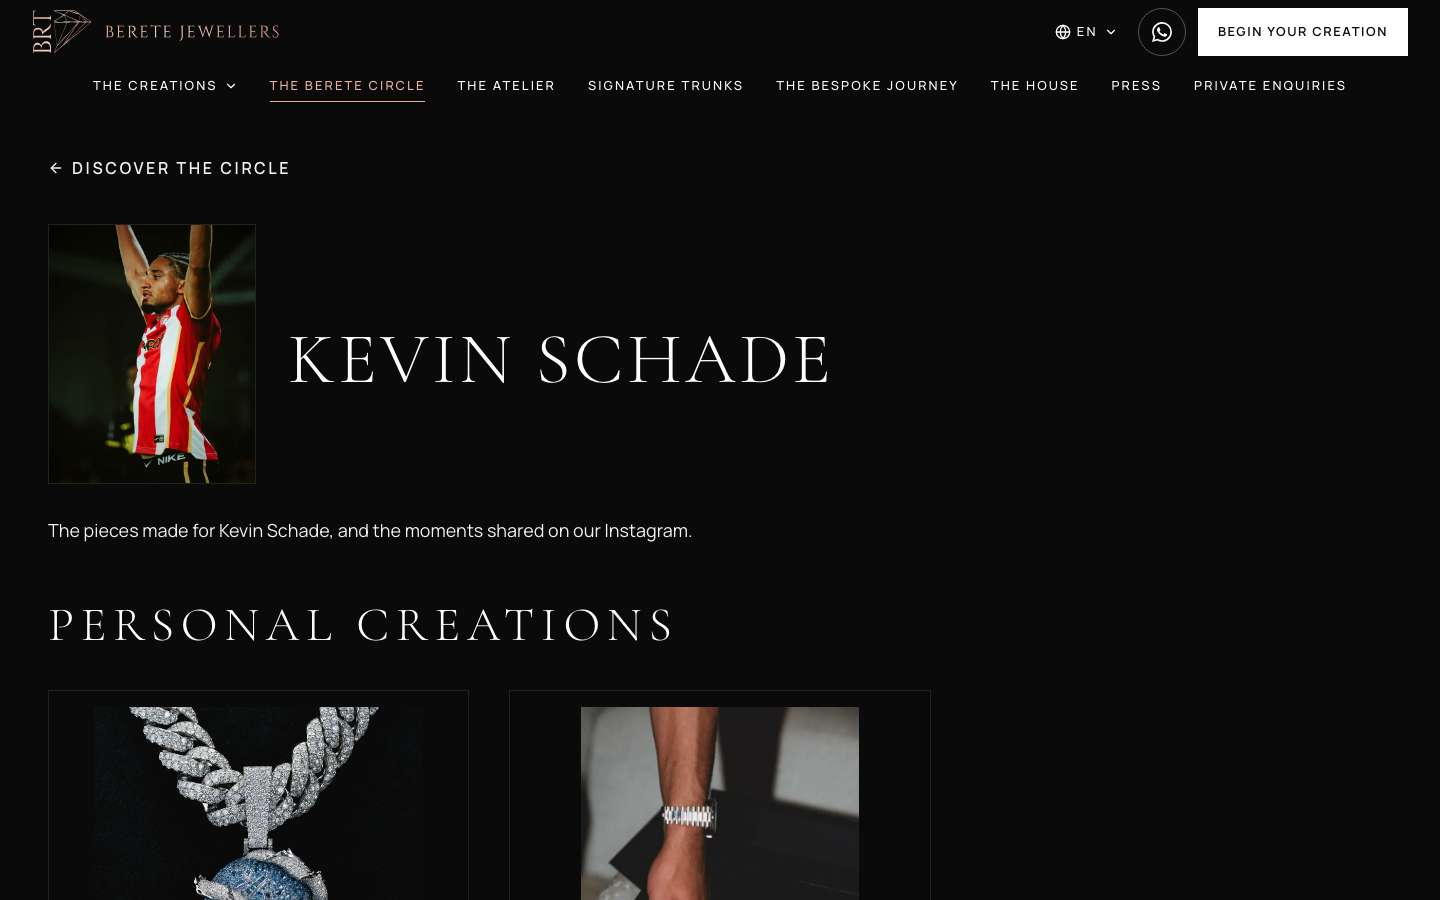 BRT
BERETE JEWELLERS
EN
BEGIN YOUR CREATION
THE CREATIONS
THE BERETE CIRCLE
THE ATELIER
SIGNATURE TRUNKS
THE BESPOKE JOURNEY
THE HOUSE
PRESS
PRIVATE ENQUIRIES
DISCOVER THE CIRCLE
NIKE
KEVIN SCHADE
The pieces made for Kevin Schade, and the moments shared on our Instagram.
PERSONAL CREATIONS